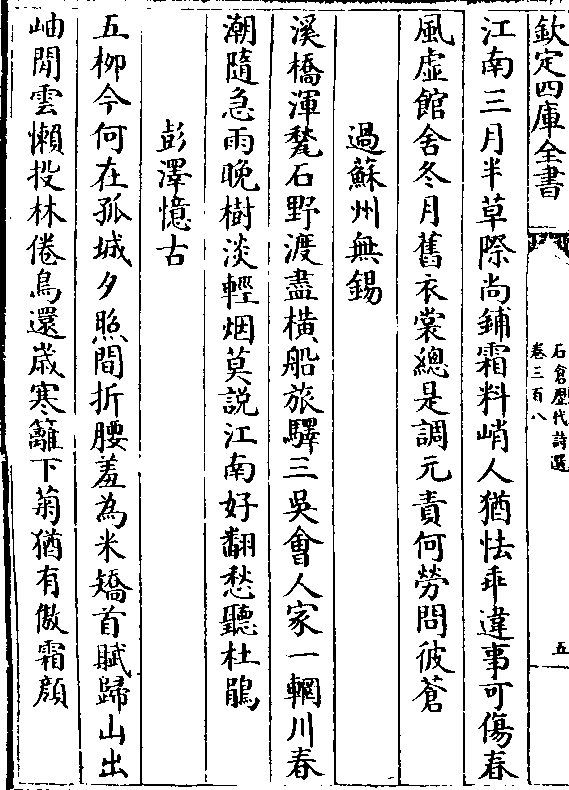 欽定四庫全書
石倉歷代詩選
卷三百八
五
江南三月半草際尚鋪霜料峭人猶怯乖違事可傷春
風虛館舍冬月舊衣裳總是調元責何勞問彼蒼
過蘇州無錫
溪橋渾甃石野渡盡橫船旅驛三吳會人家一輞川春
潮隨急雨晚樹淡輕烟莫説江南好翻愁聽杜鵑
彭澤憶古
五柳今何在孤城夕照間折腰羞為米矯首賦歸山出
岫閒雲懶投林倦鳥還歲寒籬下菊猶有傲霜顔